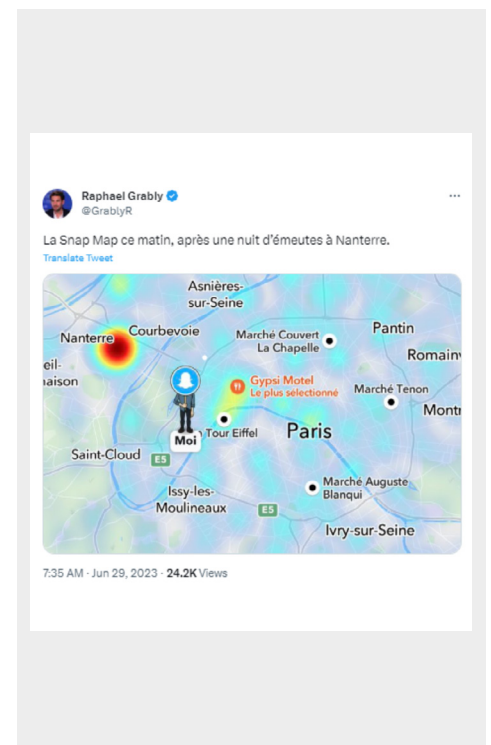 Raphael Grably
@GrablyR
La Snap Map ce matin, après une nuit d'émeutes à Nanterre.
Translate Tweet
Asnières-
sur-Seine
Nanterre
Courbevoie
Marché Couvert
La Chapelle
Pantin
Romainv
eil-
naison
Gypsi Motel
Le plus sélectionné
Marché Tenon
Montr
Moi
Tour Eiffel
Paris
Saint-Cloud
E5
Marché Auguste
Blanqui
Issy-les-
Moulineaux
E5
Ivry-sur-Seine
7:35 AM · Jun 29, 2023 · 24.2K Views